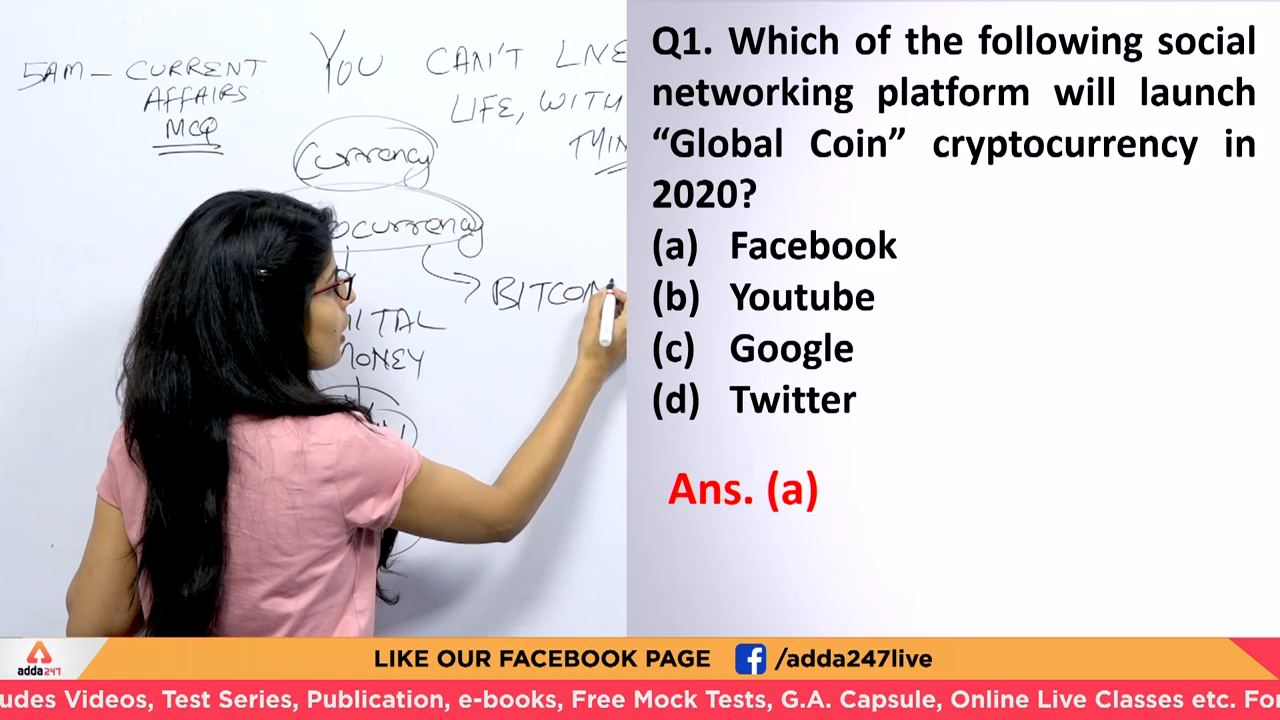 5AM – CURRENT
AFFAIRS
MCQ
YOU CAN'T
LIFE,
Currency
BITCOIN
MONEY
Q1. Which of the following social
networking platform will launch
“Global Coin” cryptocurrency in
2020?
(a) Facebook
(b) Youtube
(c) Google
(d) Twitter
Ans. (a)
adda247
LIKE OUR FACEBOOK PAGE f /adda247live
udes Videos, Test Series, Publication, e-books, Free Mock Tests, G.A. Capsule, Online Live Classes etc. Fo